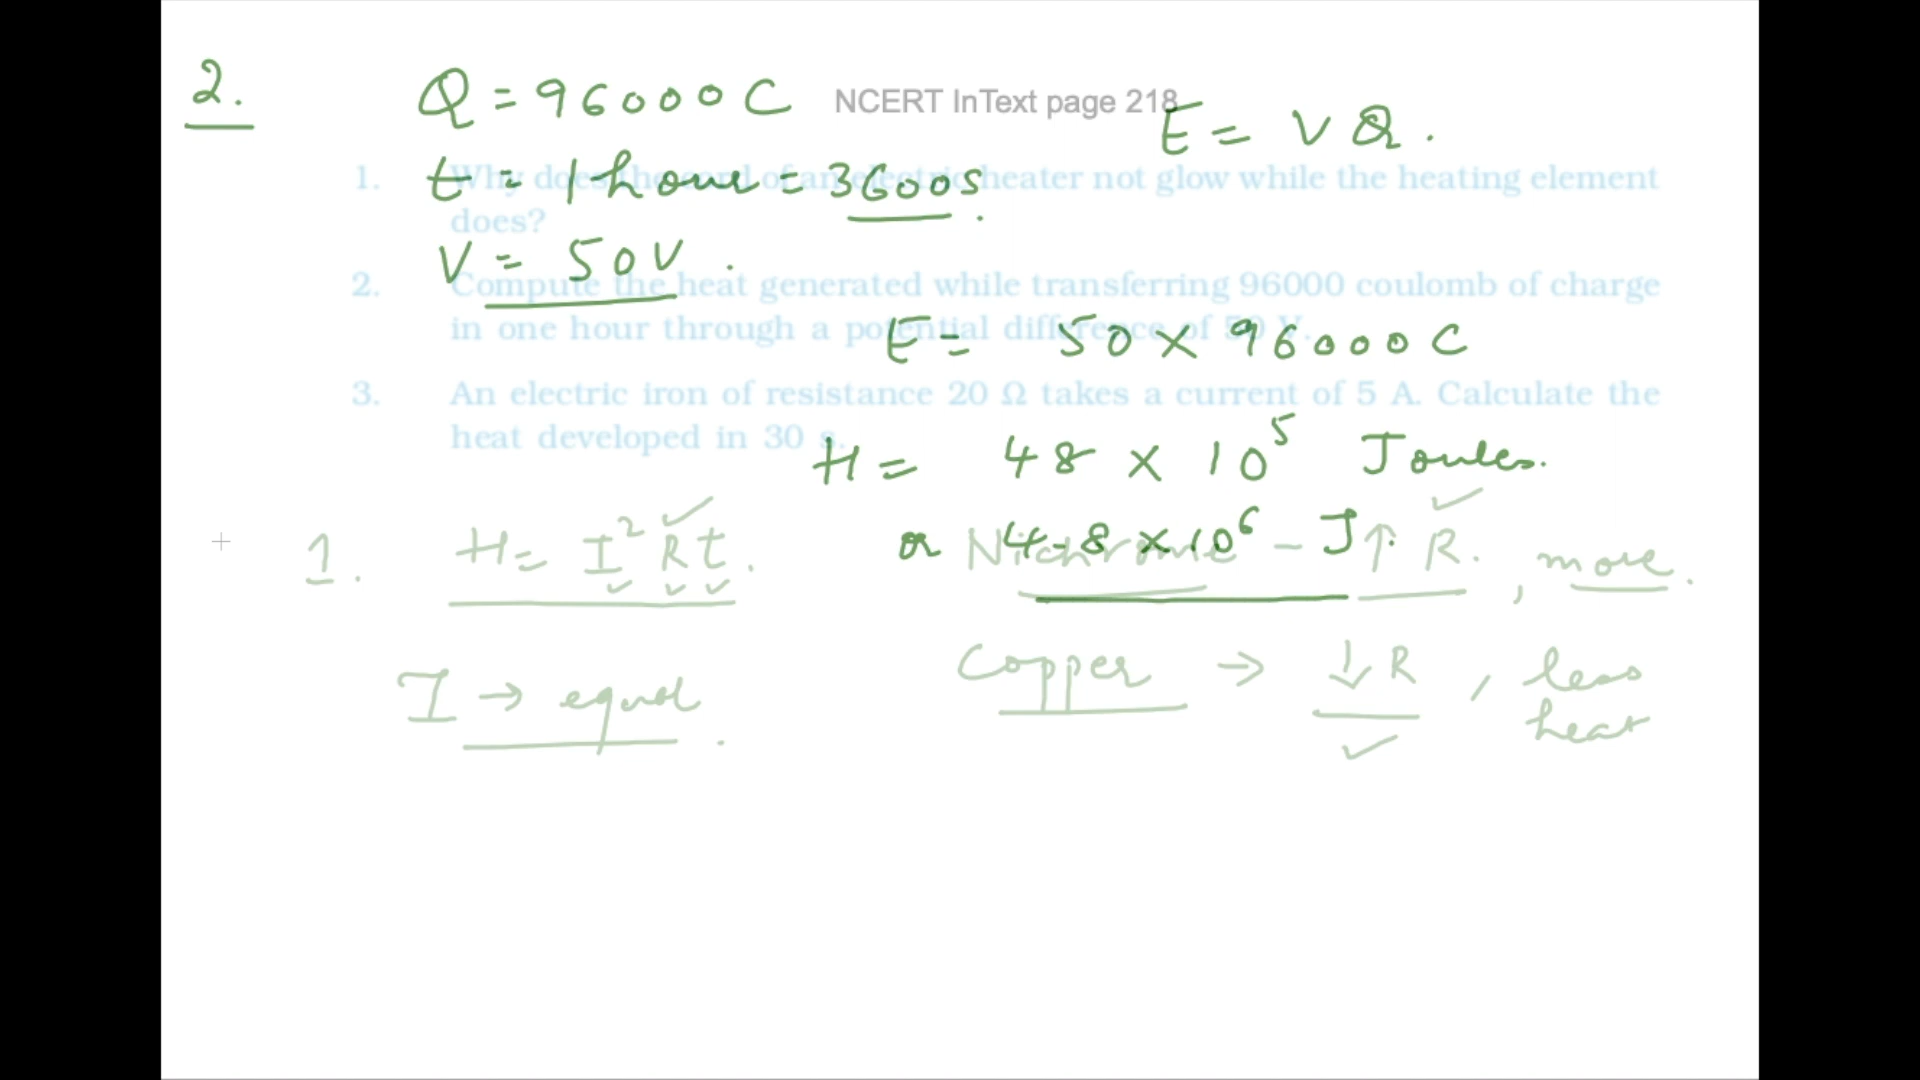 2.
Q = 96000 C
NCERT InText page 218
E = VQ.
t = 1 hour = 3600 s.
1. Why does the cord of an electric heater not glow while the heating element
does?
V = 50 V.
2. Compute the heat generated while transferring 96000 coulomb of charge
in one hour through a potential difference of 50 V.
E = 50 × 96000 C
3. An electric iron of resistance 20 Ω takes a current of 5 A. Calculate the
heat developed in 30 s.
H = 48 × 10⁵ Joules.
or 4.8 × 10⁶ J.
1. H = I²Rt.
Nichrome - ↑ R. , more.
I → equal.
Copper → ↓ R , less
heat